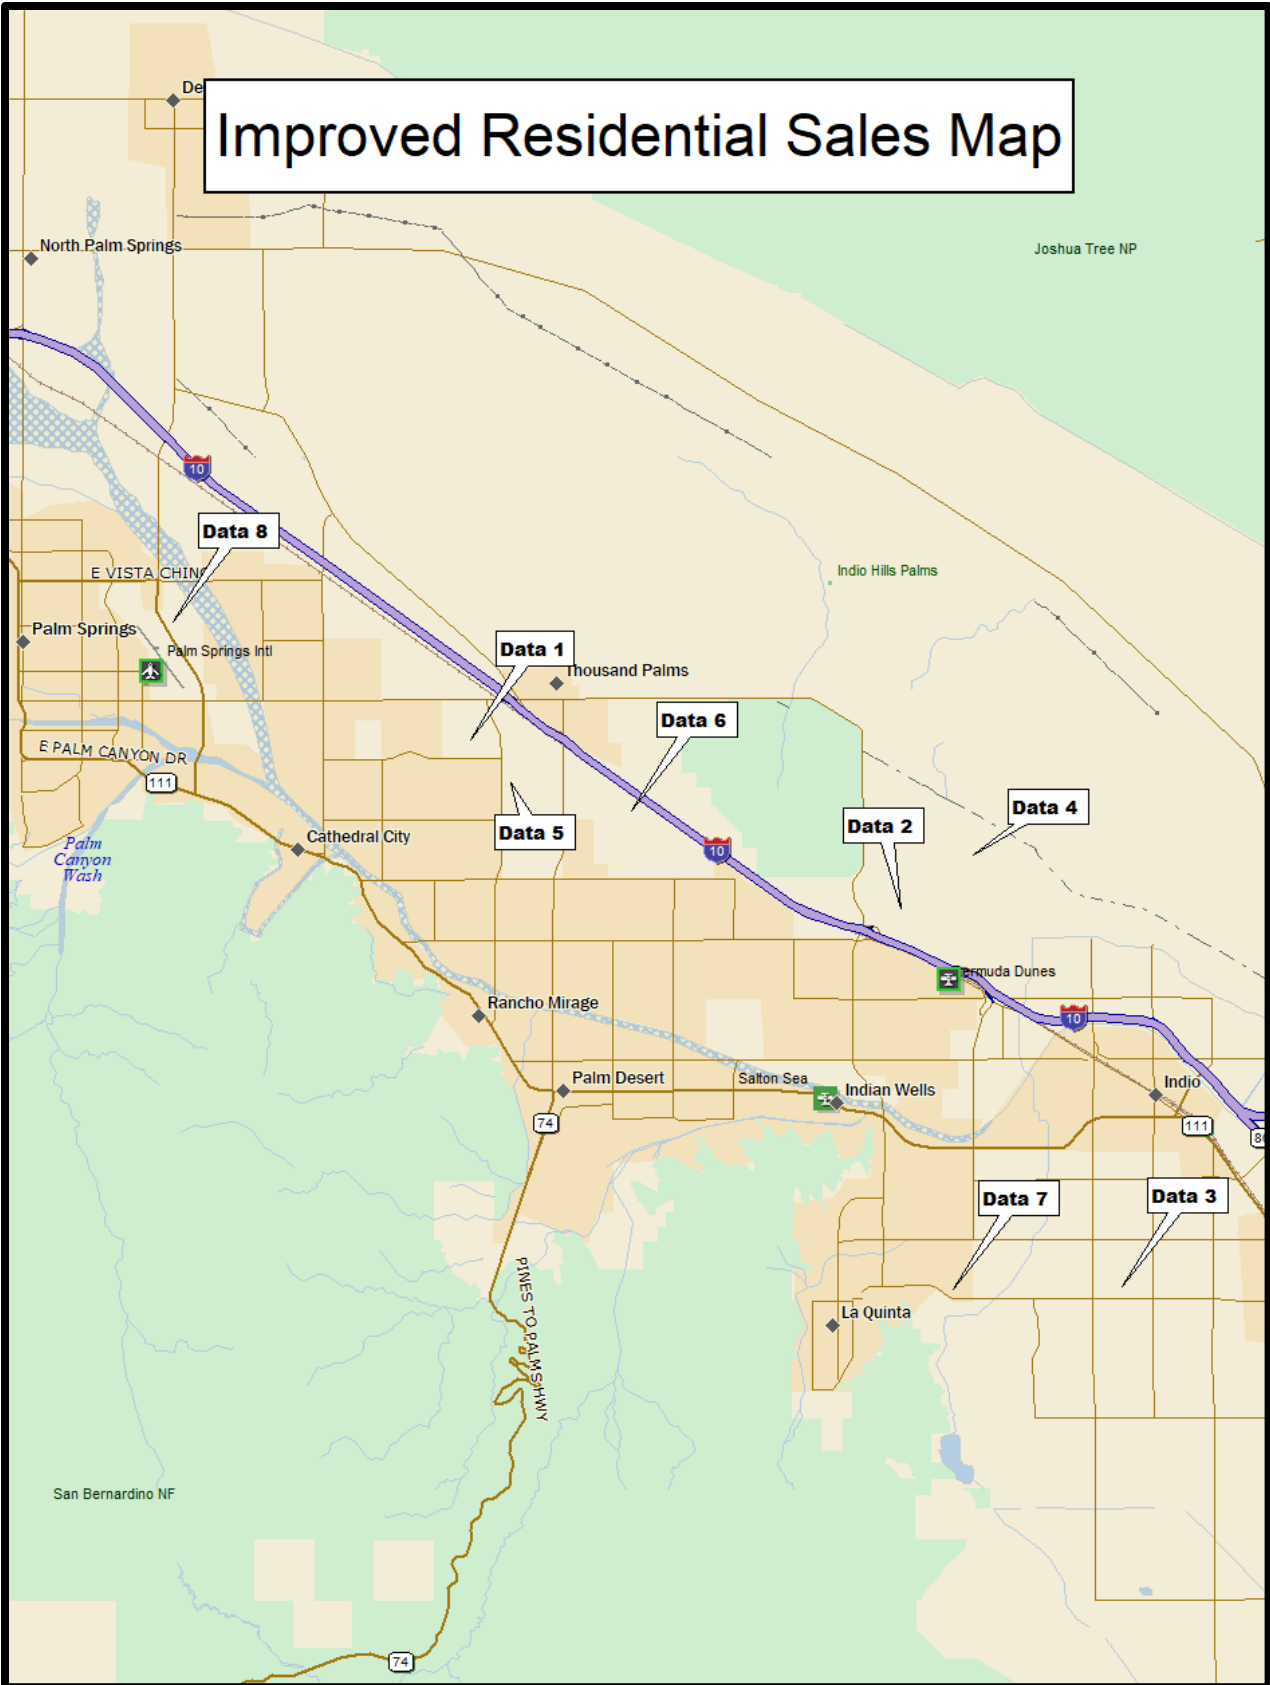 De
Improved Residential Sales Map
North Palm Springs
Joshua Tree NP
10
Data 8
E VISTA CHINO
Indio Hills Palms
Palm Springs
Palm Springs Intl
Data 1
Thousand Palms
Data 6
E PALM CANYON DR
111
Data 4
Data 2
Data 5
Cathedral City
10
Palm
Canyon
Wash
Bermuda Dunes
Rancho Mirage
10
Palm Desert
Salton Sea
Indian Wells
Indio
74
111
86
Data 7
Data 3
PINES TO PALMS HWY
La Quinta
San Bernardino NF
74